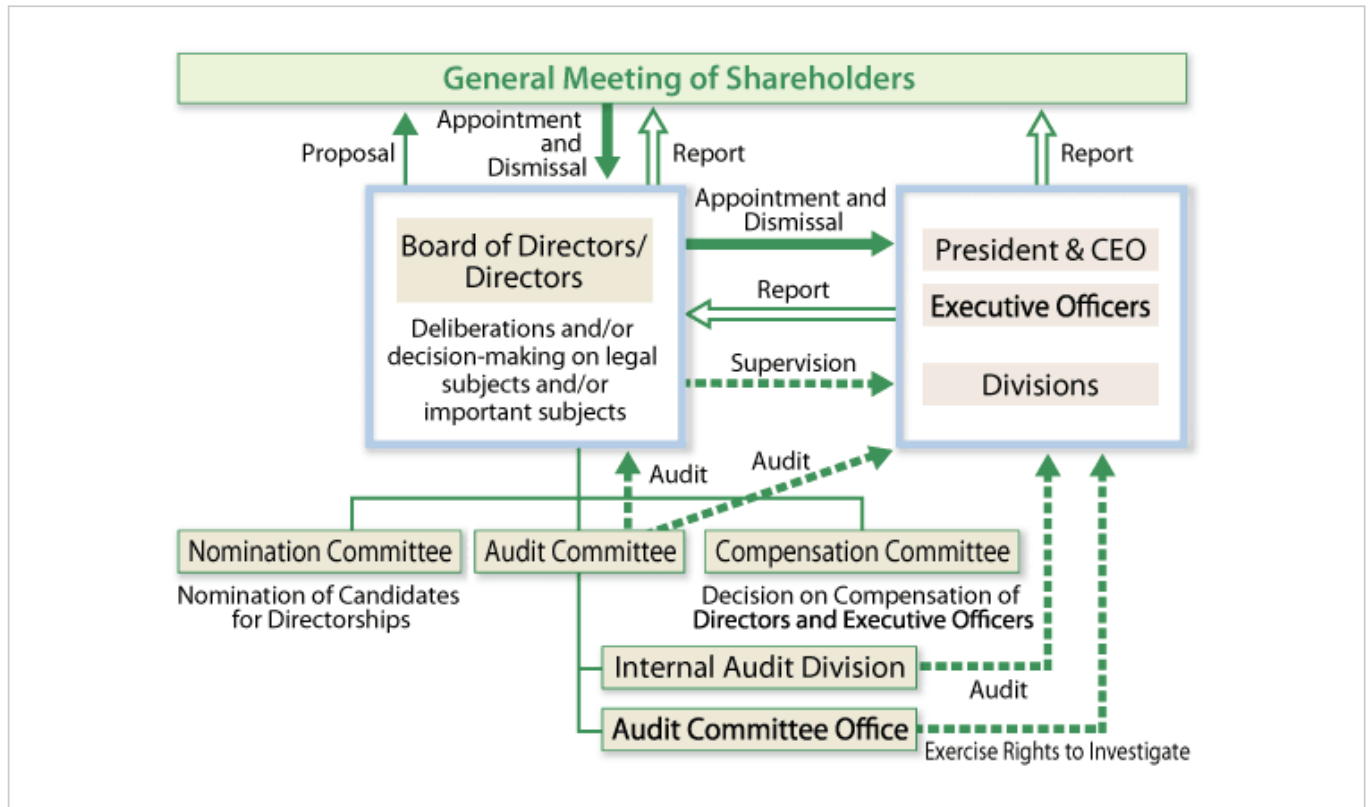 General Meeting of Shareholders
Proposal
Appointment
and
Dismissal
Report
Report
Board of Directors/
Directors
Deliberations and/or
decision-making on legal
subjects and/or
important subjects
Appointment and
Dismissal
Report
Supervision
President & CEO
Executive Officers
Divisions
Audit
Audit
Nomination Committee
Audit Committee
Compensation Committee
Nomination of Candidates
for Directorships
Decision on Compensation of
Directors and Executive Officers
Internal Audit Division
Audit
Audit Committee Office
Exercise Rights to Investigate